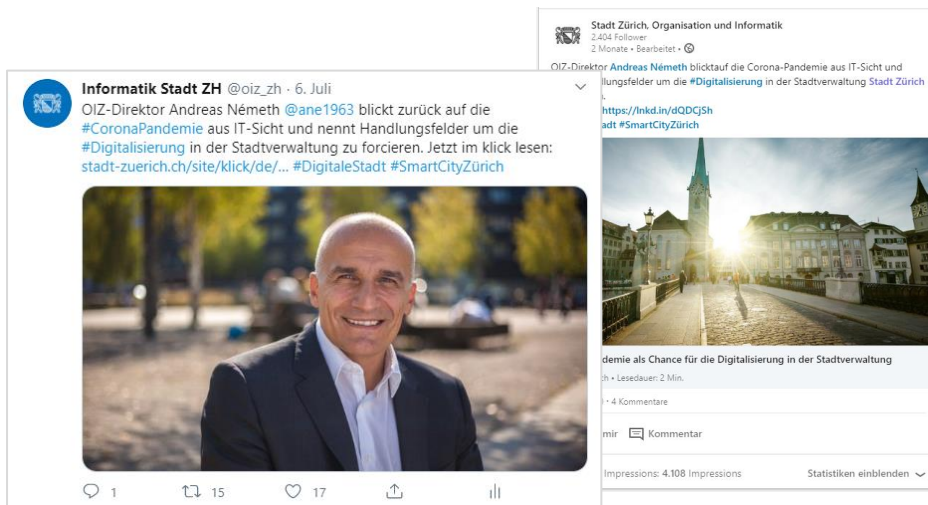 Informatik Stadt ZH @oiz_zh · 6. Juli
OIZ-Direktor Andreas Németh @ane1963 blickt zurück auf die
#CoronaPandemie aus IT-Sicht und nennt Handlungsfelder um die
#Digitalisierung in der Stadtverwaltung zu forcieren. Jetzt im klick lesen:
stadt-zuerich.ch/site/klick/de/... #DigitaleStadt #SmartCityZürich
1 15 17
Stadt Zürich, Organisation und Informatik
2.404 Follower
2 Monate • Bearbeitet •
OIZ-Direktor Andreas Németh blicktauf die Corona-Pandemie aus IT-Sicht und
llungsfelder um die #Digitalisierung in der Stadtverwaltung Stadt Zürich
https://lnkd.in/dQDCjSh
adt #SmartCityZürich
demie als Chance für die Digitalisierung in der Stadtverwaltung
• Lesedauer: 2 Min.
• 4 Kommentare
mir Kommentar
Impressions: 4.108 Impressions Statistiken einblenden